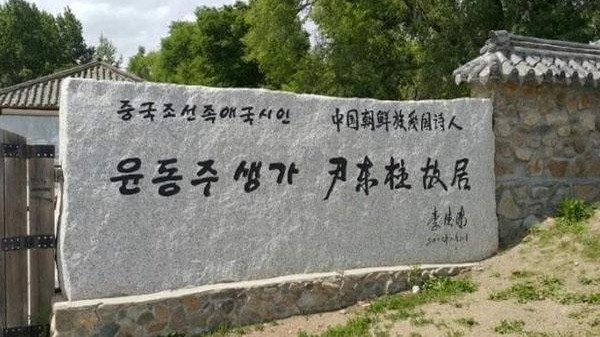 중국조선족애국시인 中国朝鲜族爱国诗人
윤동주생가 尹东柱故居